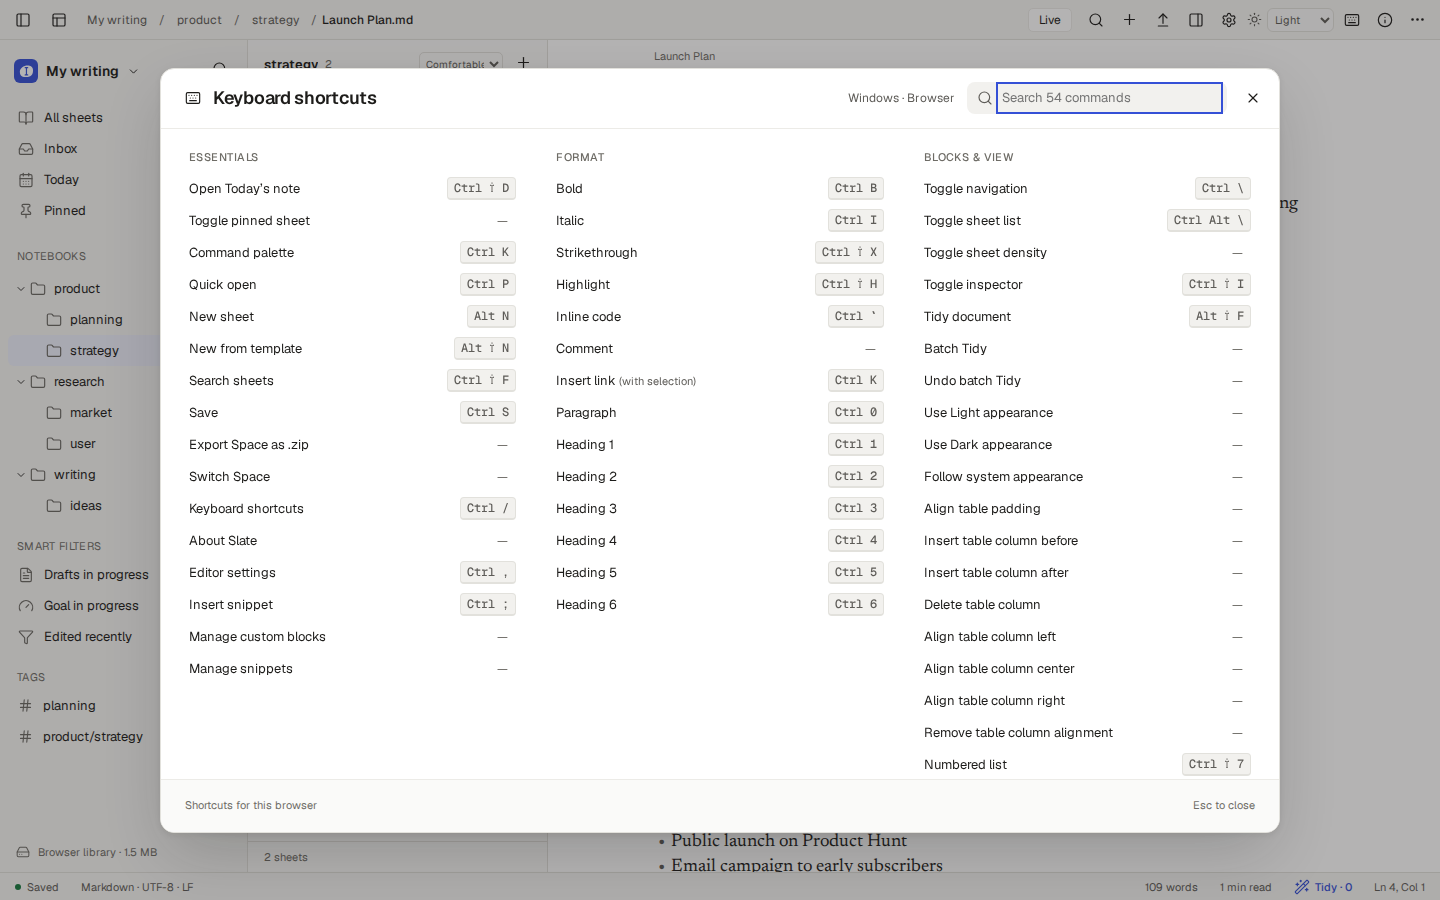 My writing / product / strategy / Launch Plan.md
Live
Light
My writing
strategy 2
Launch Plan
Keyboard shortcuts
Windows · Browser
Search 54 commands
All sheets
Inbox
Today
Pinned
NOTEBOOKS
product
planning
strategy
research
market
user
writing
ideas
SMART FILTERS
Drafts in progress
Goal in progress
Edited recently
TAGS
planning
product/strategy
Browser library · 1.5 MB
ESSENTIALS
Open Today's note Ctrl ⇧ D
Toggle pinned sheet —
Command palette Ctrl K
Quick open Ctrl P
New sheet Alt N
New from template Alt ⇧ N
Search sheets Ctrl ⇧ F
Save Ctrl S
Export Space as .zip —
Switch Space —
Keyboard shortcuts Ctrl /
About Slate —
Editor settings Ctrl ,
Insert snippet Ctrl ;
Manage custom blocks —
Manage snippets —
FORMAT
Bold Ctrl B
Italic Ctrl I
Strikethrough Ctrl ⇧ X
Highlight Ctrl ⇧ H
Inline code Ctrl `
Comment —
Insert link (with selection) Ctrl K
Paragraph Ctrl 0
Heading 1 Ctrl 1
Heading 2 Ctrl 2
Heading 3 Ctrl 3
Heading 4 Ctrl 4
Heading 5 Ctrl 5
Heading 6 Ctrl 6
BLOCKS & VIEW
Toggle navigation Ctrl \
Toggle sheet list Ctrl Alt \
Toggle sheet density —
Toggle inspector Ctrl ⇧ I
Tidy document Alt ⇧ F
Batch Tidy —
Undo batch Tidy —
Use Light appearance —
Use Dark appearance —
Follow system appearance —
Align table padding —
Insert table column before —
Insert table column after —
Delete table column —
Align table column left —
Align table column center —
Align table column right —
Remove table column alignment —
Numbered list Ctrl ⇧ 7
Shortcuts for this browser
Esc to close
• Public launch on Product Hunt
• Email campaign to early subscribers
2 sheets
Saved
Markdown · UTF-8 · LF
109 words
1 min read
Tidy · 0
Ln 4, Col 1